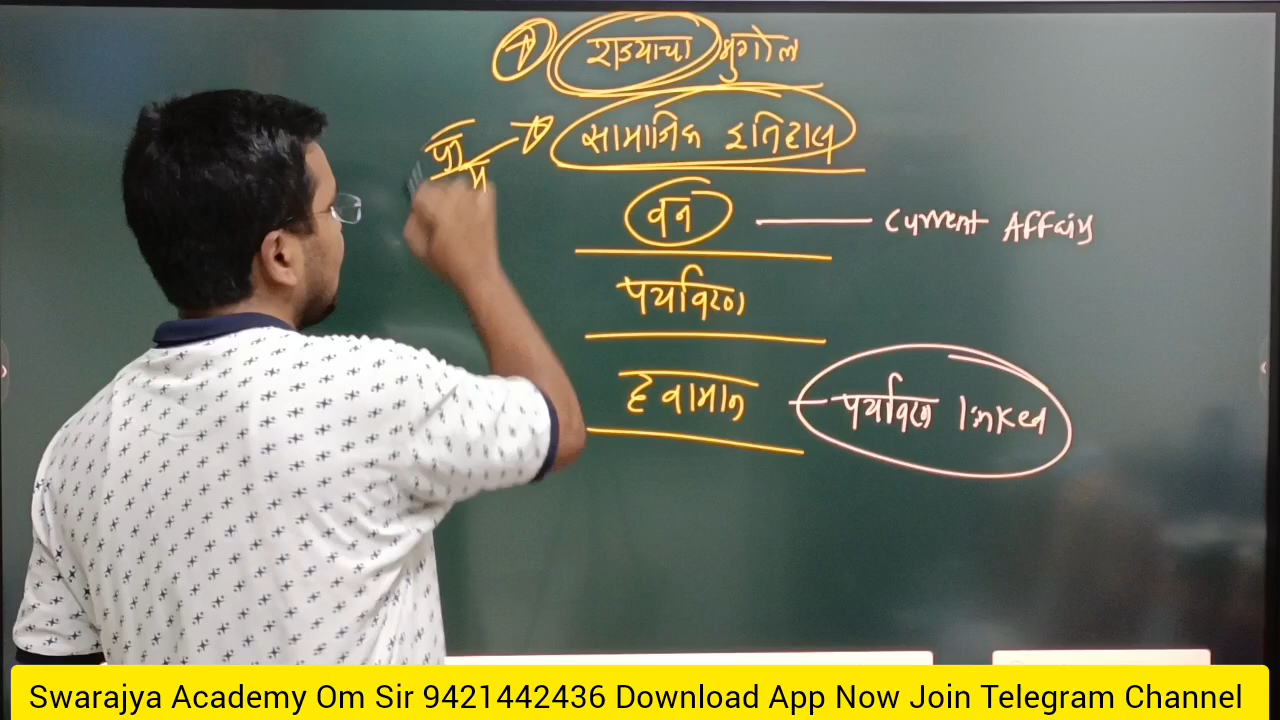 राज्याचा भुगोल
सामाजिक इतिहास
वन — Current Affairs
पर्यावरण
हवामान — पर्यावरण linked
Swarajya Academy Om Sir 9421442436 Download App Now Join Telegram Channel